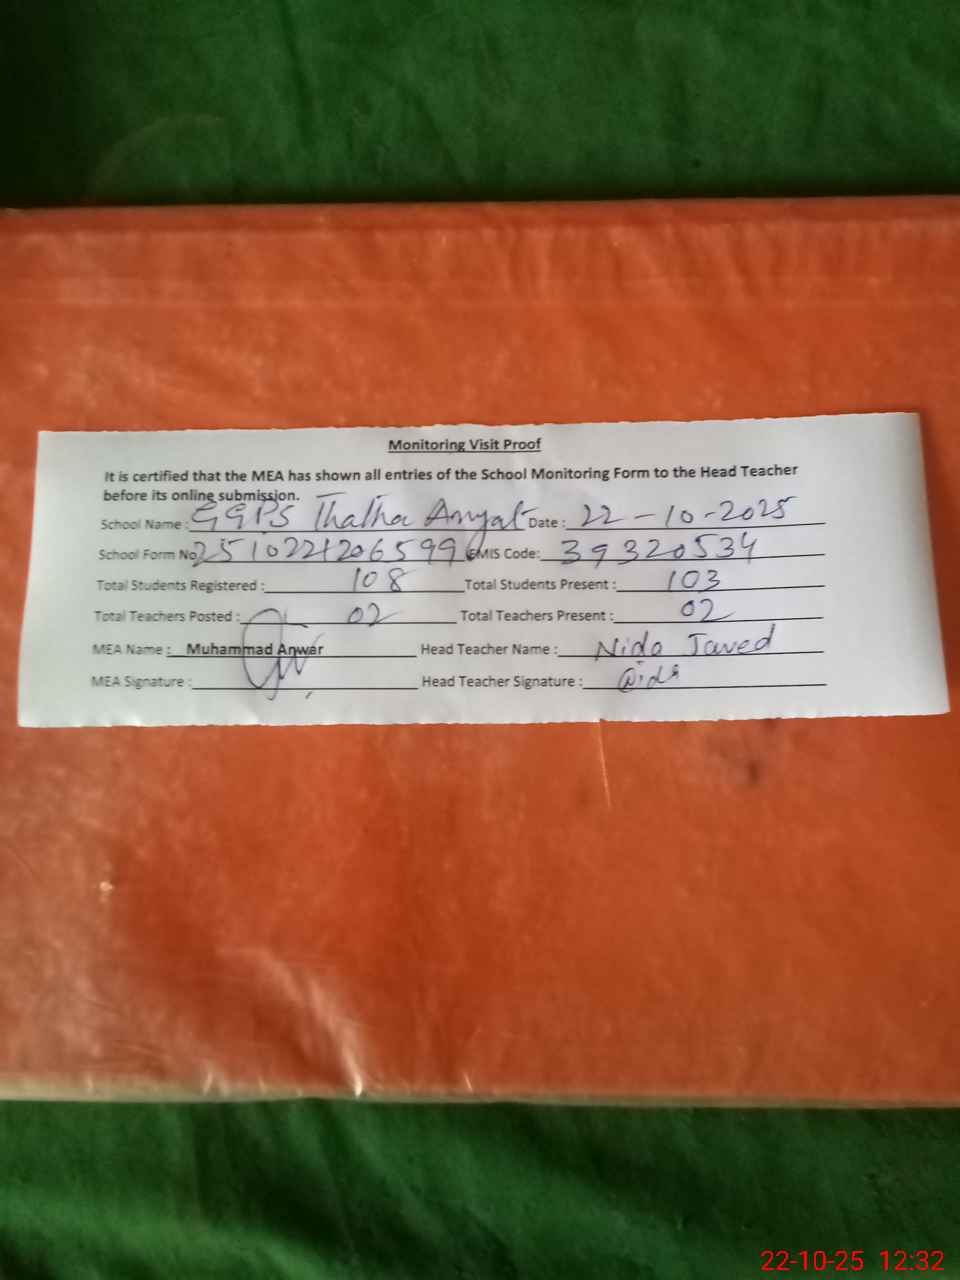 Monitoring Visit Proof
It is certified that the MEA has shown all entries of the School Monitoring Form to the Head Teacher
before its online submission.
School Name : GGPS Thatha Anyat Date : 22-10-2025
School Form No EMIS Code: 39320534
Total Students Registered : 108 Total Students Present : 103
Total Teachers Posted : 02 Total Teachers Present : 02
MEA Name : Muhammad Anwar Head Teacher Name : Nida Javed
MEA Signature : Head Teacher Signature : Nida
22-10-25 12:32